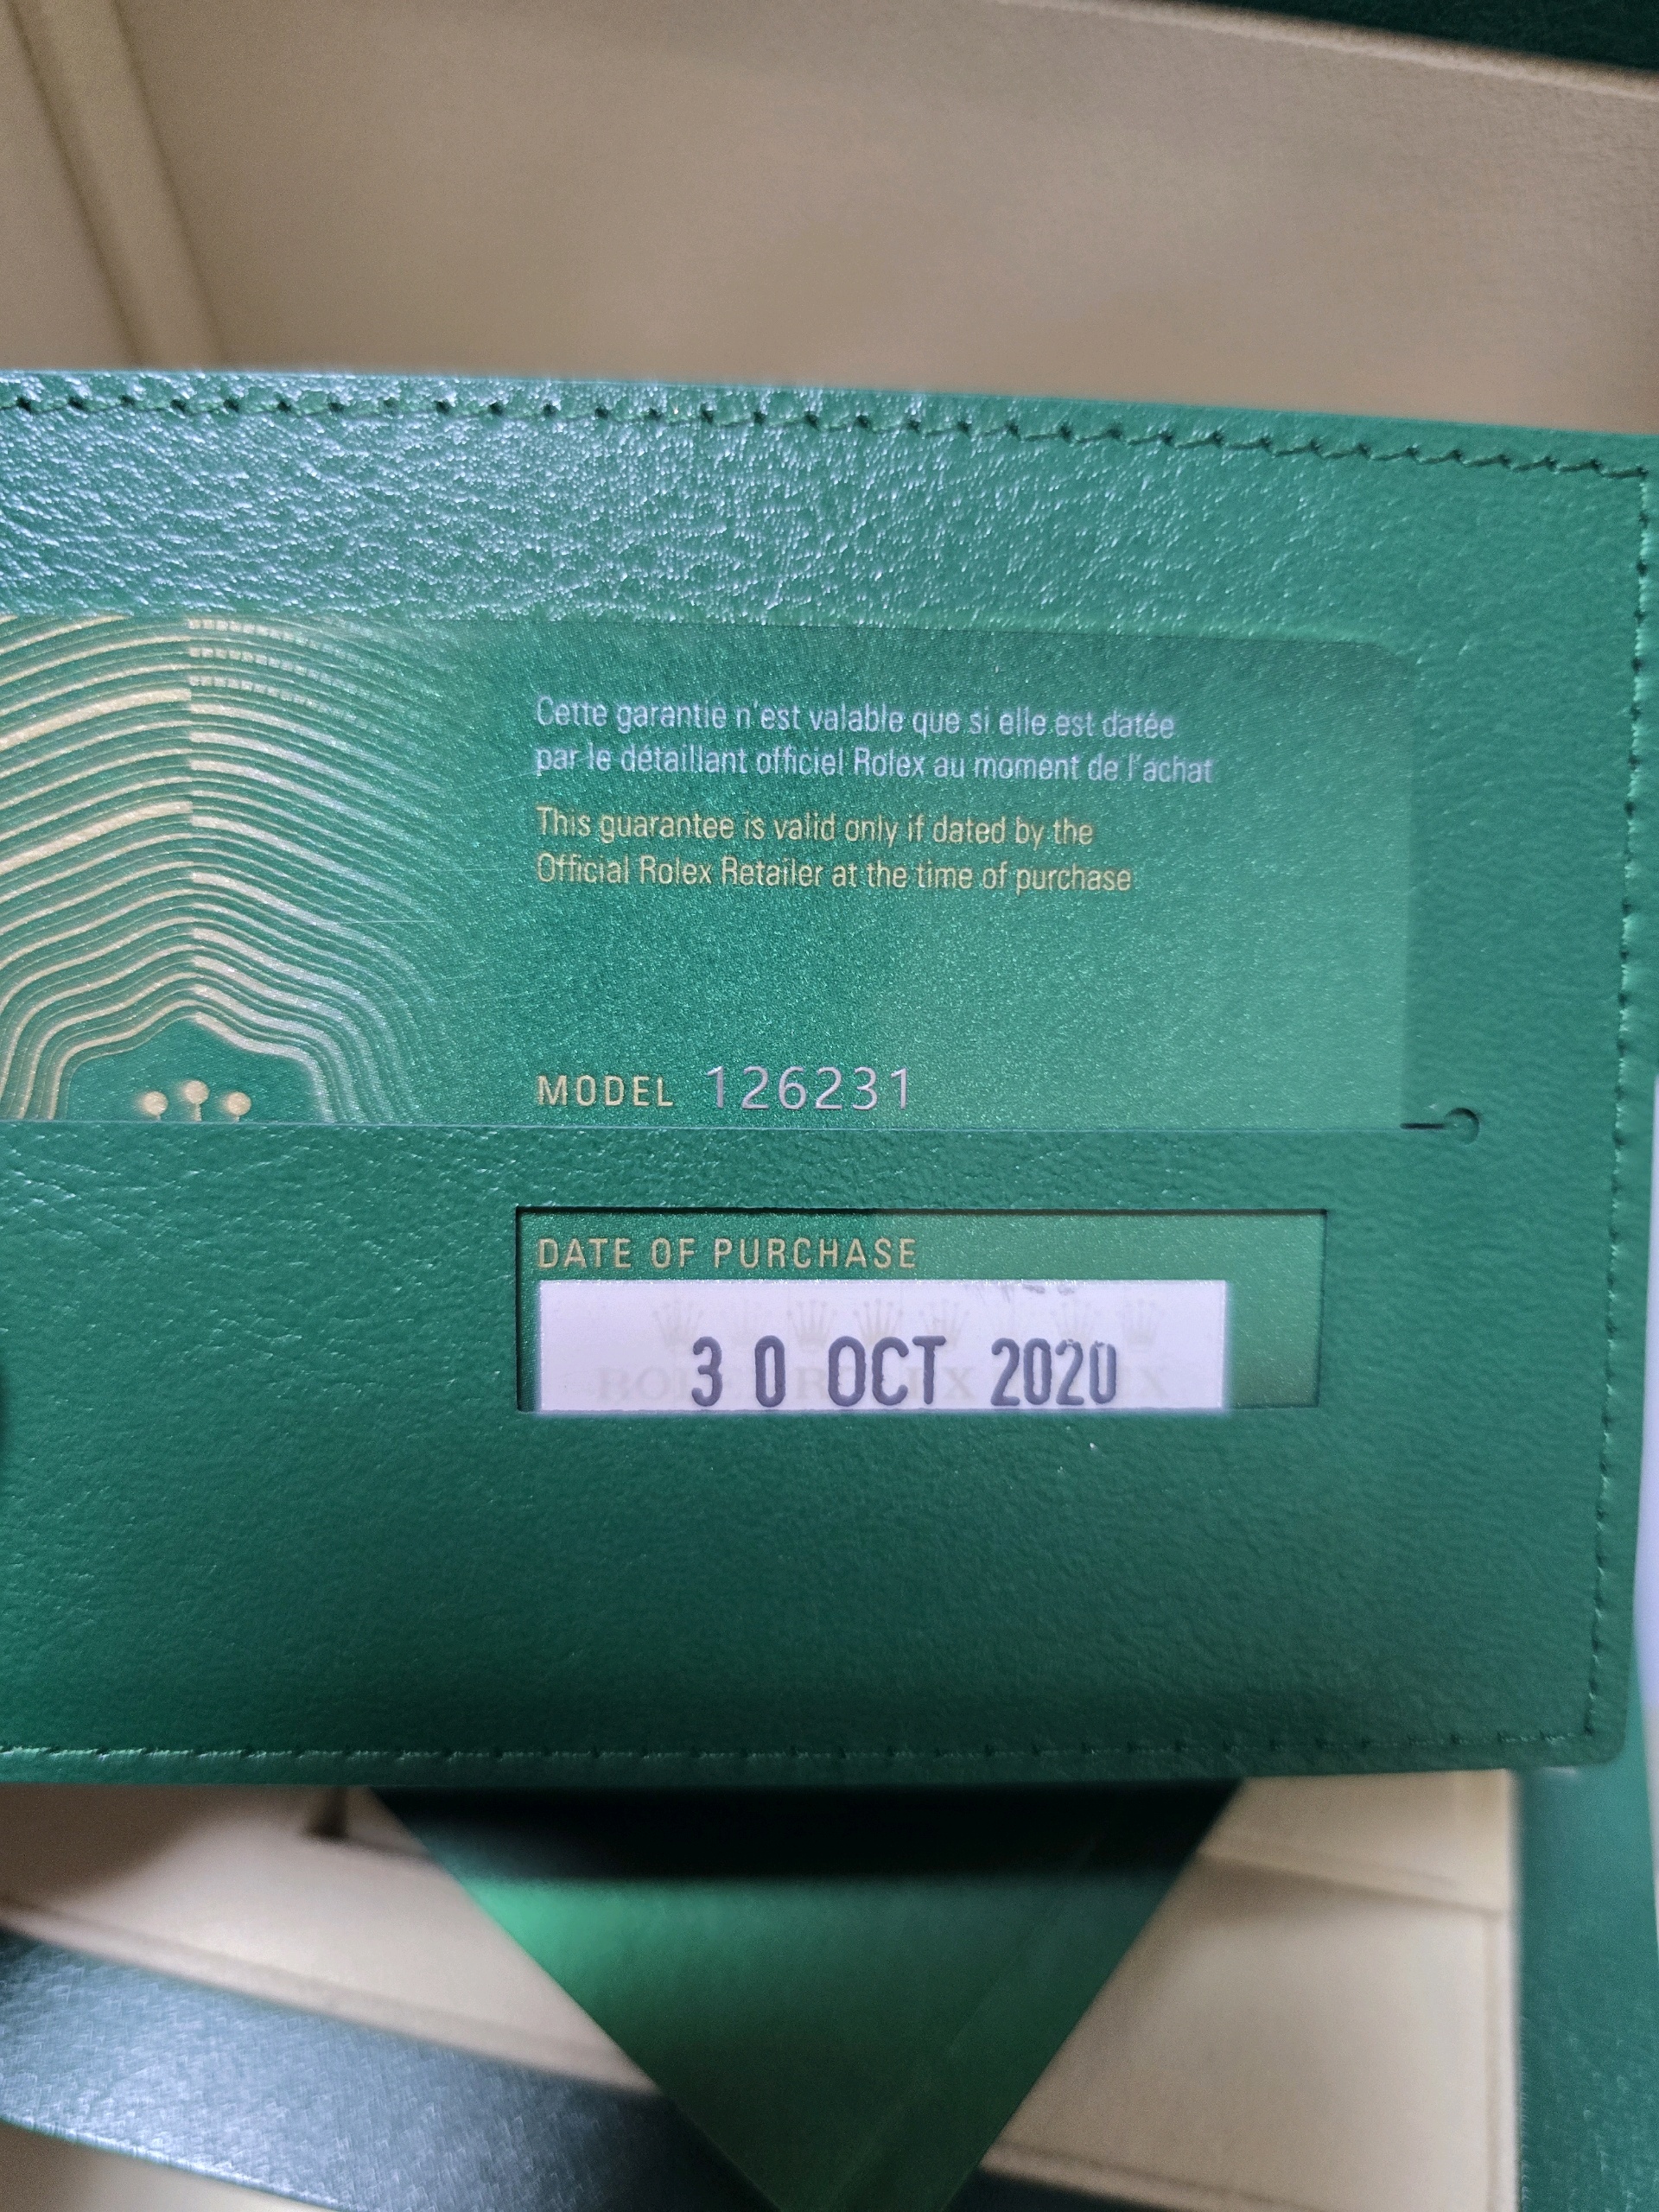 Cette garantie n'est valable que si elle est datée
par le détaillant officiel Rolex au moment de l'achat
This guarantee is valid only if dated by the
Official Rolex Retailer at the time of purchase
MODEL 126231
DATE OF PURCHASE
30 OCT 2020